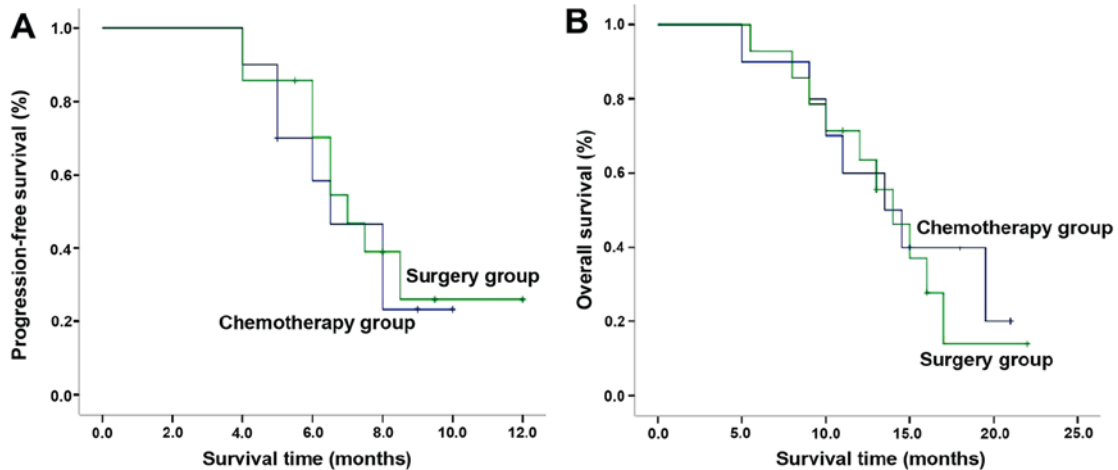 A
Progression-free survival (%)
1.0
0.8
0.6
0.4
0.2
0.0
Surgery group
Chemotherapy group
0.0 2.0 4.0 6.0 8.0 10.0 12.0
Survival time (months)
B
Overall survival (%)
1.0
0.8
0.6
0.4
0.2
0.0
Chemotherapy group
Surgery group
0.0 5.0 10.0 15.0 20.0 25.0
Survival time (months)